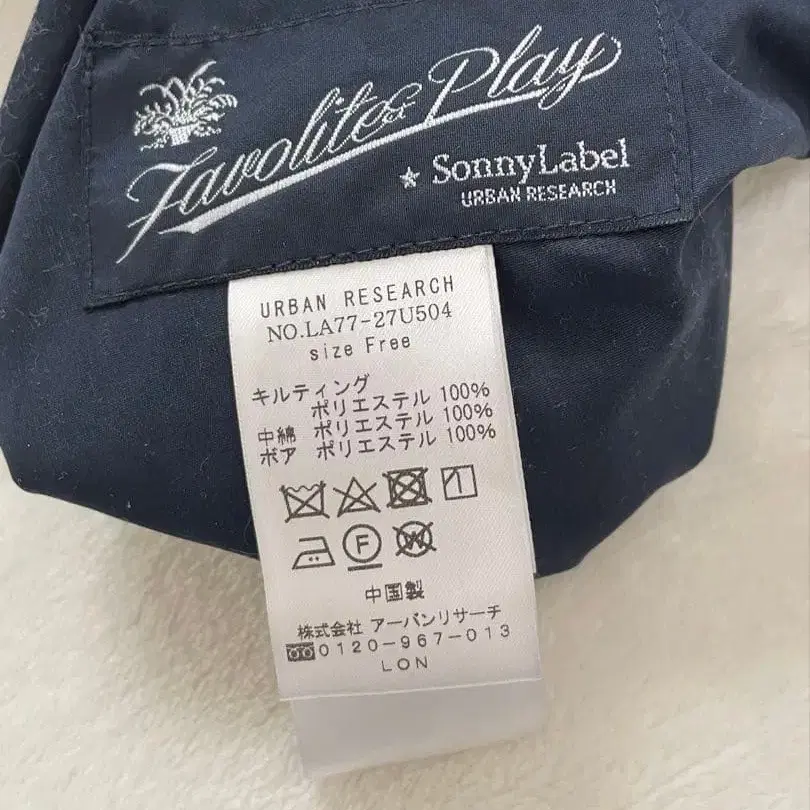 Favolite & Play
★ SonnyLabel
URBAN RESEARCH
URBAN RESEARCH
NO.LA77-27U504
size Free
キルティング
ポリエステル 100%
中綿 ポリエステル 100%
ボア ポリエステル 100%
1
F
W
中国製
株式会社 アーバンリサーチ
0120-967-013
LON